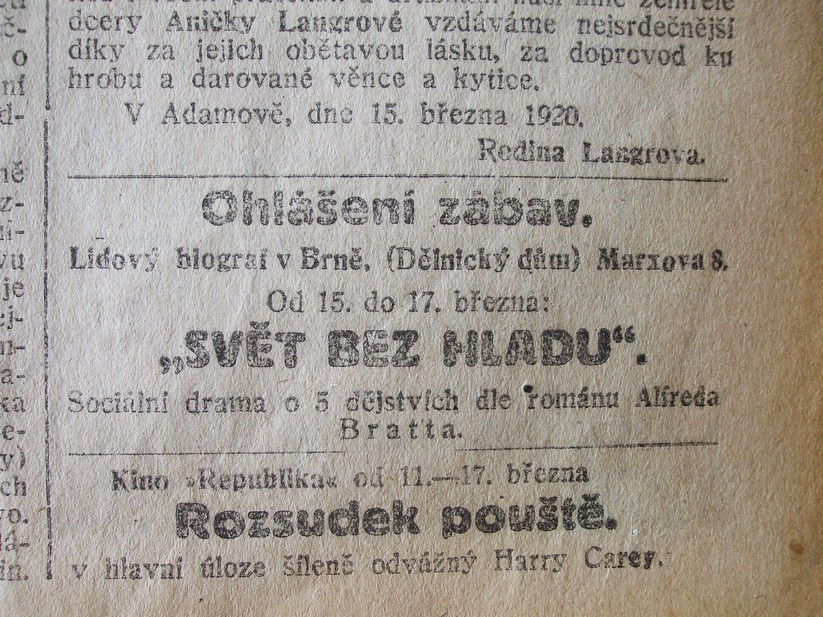 dcery Aničky Langrové vzdáváme nejsrdečnější
díky za jejich obětavou lásku, za doprovod ku
hrobu a darované věnce a kytice.
V Adamově, dne 15. března 1920.
Rodina Langrova.
Ohlášení zábav.
Lidový biograf v Brně, (Dělnický dům) Marxova 8.
Od 15. do 17. března:
„SVĚT BEZ HLADU“.
Sociální drama o 5 dějstvích dle románu Alfreda
Bratta.
Kino »Republika« od 11.—17. března
Rozsudek pouště.
v hlavní úloze šíleně odvážný Harry Carey.